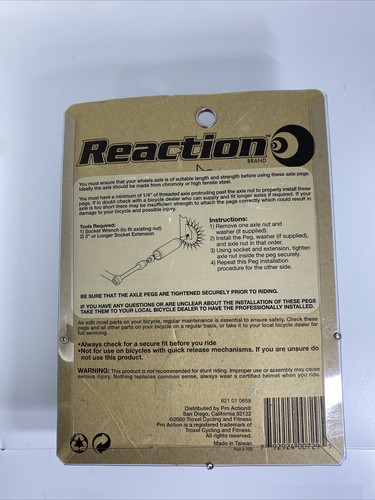 Reaction™
BRAND
You must ensure that your wheels axle is of suitable length and strength before using these axle pegs.
Ideally the axle should be made from chromoly or high tensile steel.
You must have a minimum of 1/4" of threaded axle protruding past the axle nut to properly install these
pegs. If in doubt check with a bicycle dealer who can supply and fit longer axles if required. If your
axle is too short there may be insufficient strength to attach the pegs correctly which could result in
damage to your bicycle and possible injury.
Tools Required:
1) Socket Wrench (to fit existing nut)
2) 3" or Longer Socket Extension
Instructions:
1) Remove one axle nut and
washer (if supplied).
2) Install the Peg, washer (if supplied),
and axle nut in that order.
3) Using socket and extension, tighten
axle nut inside the peg securely.
4) Repeat this Peg installation
procedure for the other side.
BE SURE THAT THE AXLE PEGS ARE TIGHTENED SECURELY PRIOR TO RIDING.
IF YOU HAVE ANY QUESTIONS OR ARE UNCLEAR ABOUT THE INSTALLATION OF THESE PEGS
TAKE THEM TO YOUR LOCAL BICYCLE DEALER TO HAVE THE PROFESSIONALLY INSTALLED.
As with most parts on your bicycle, regular maintenance is essential to ensure safety. Check these
pegs and all other parts on your bicycle on a regular basis, or take it to your local bicycle dealer for
full servicing.
•Always check for a secure fit before you ride
•Not for use on bicycles with quick release mechanisms. If you are unsure do
not use this product.
WARNING: This product is not recommended for stunt riding. Improper use or assembly may cause
serious injury. Nothing replaces common sense, always wear a certified helmet when you ride.
821 01 0659
Distributed by Pro Action®
San Diego, California 92122
©2000 Troxel Cycling and Fitness.
Pro Action is a registered trademark of
Troxel Cycling and Fitness.
All Rights Reserved.
Made in Taiwan